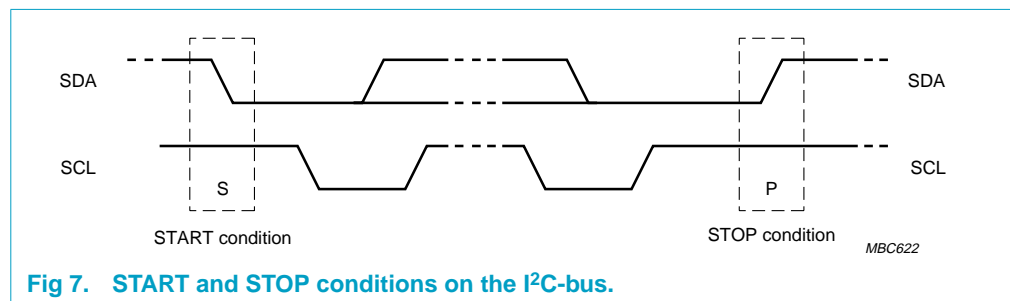 SDA SDA
SCL SCL
S P
START condition STOP condition
MBC622
Fig 7. START and STOP conditions on the I²C-bus.